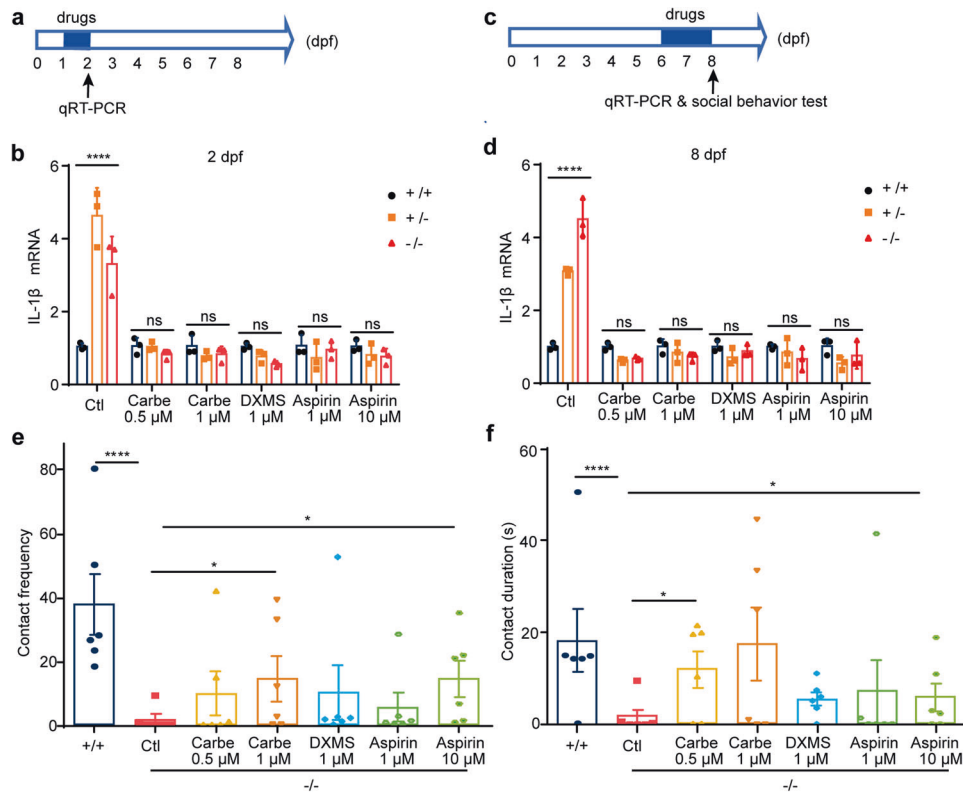 a
drugs
(dpf)
0 1 2 3 4 5 6 7 8
qRT-PCR
c
drugs
(dpf)
0 1 2 3 4 5 6 7 8
qRT-PCR & social behavior test
b
2 dpf
IL-1β mRNA
6
4
2
0
****
ns ns ns ns ns
+/+
+/-
-/-
Ctl Carbe Carbe DXMS Aspirin Aspirin
0.5 µM 1 µM 1 µM 1 µM 10 µM
d
8 dpf
IL-1β mRNA
6
4
2
0
****
ns ns ns ns ns
+/+
+/-
-/-
Ctl Carbe Carbe DXMS Aspirin Aspirin
0.5 µM 1 µM 1 µM 1 µM 10 µM
e
Contact frequency
80
60
40
20
0
****
*
*
+/+ Ctl Carbe Carbe DXMS Aspirin Aspirin
0.5 µM 1 µM 1 µM 1 µM 10 µM
-/-
f
Contact duration (s)
60
40
20
0
****
*
*
+/+ Ctl Carbe Carbe DXMS Aspirin Aspirin
0.5 µM 1 µM 1 µM 1 µM 10 µM
-/-